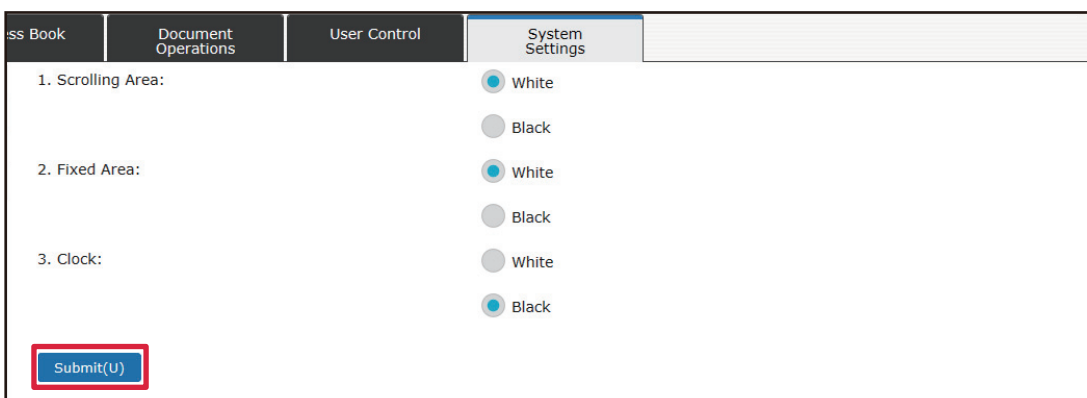 ss Book
Document
Operations
User Control
System
Settings
1. Scrolling Area:
White
Black
2. Fixed Area:
White
Black
3. Clock:
White
Black
Submit(U)